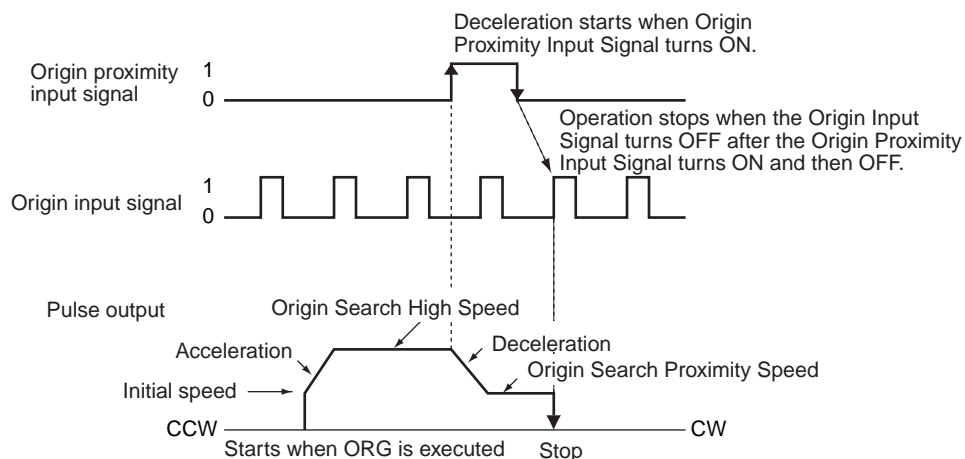 Deceleration starts when Origin
Proximity Input Signal turns ON.
Origin proximity
input signal
1
0
Operation stops when the Origin Input
Signal turns OFF after the Origin Proximity
Input Signal turns ON and then OFF.
Origin input signal
1
0
Pulse output
Origin Search High Speed
Acceleration
Deceleration
Initial speed
Origin Search Proximity Speed
CCW
CW
Starts when ORG is executed
Stop